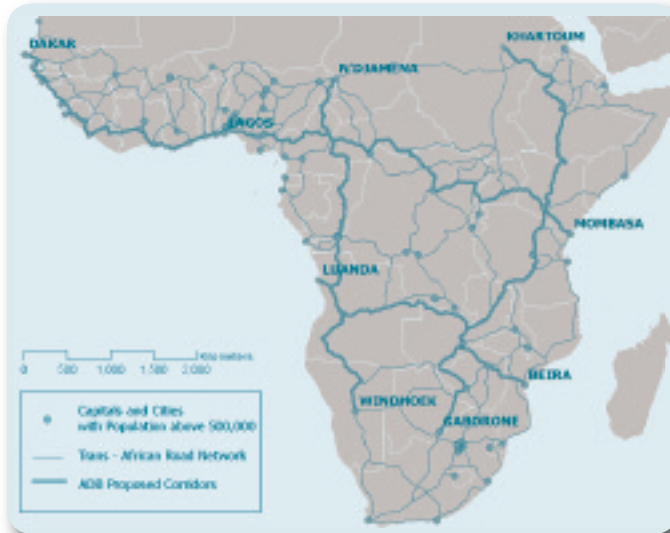 DAKAR
KHARTOUM
N'DJAMENA
LAGOS
MOMBASA
LUANDA
Kilometers
0 500 1.000 1.500 2.000
BEIRA
WINDHOEK
GABORONE
Capitals and Cities
with Population above 500,000
Trans - African Road Network
ADB Proposed Corridors